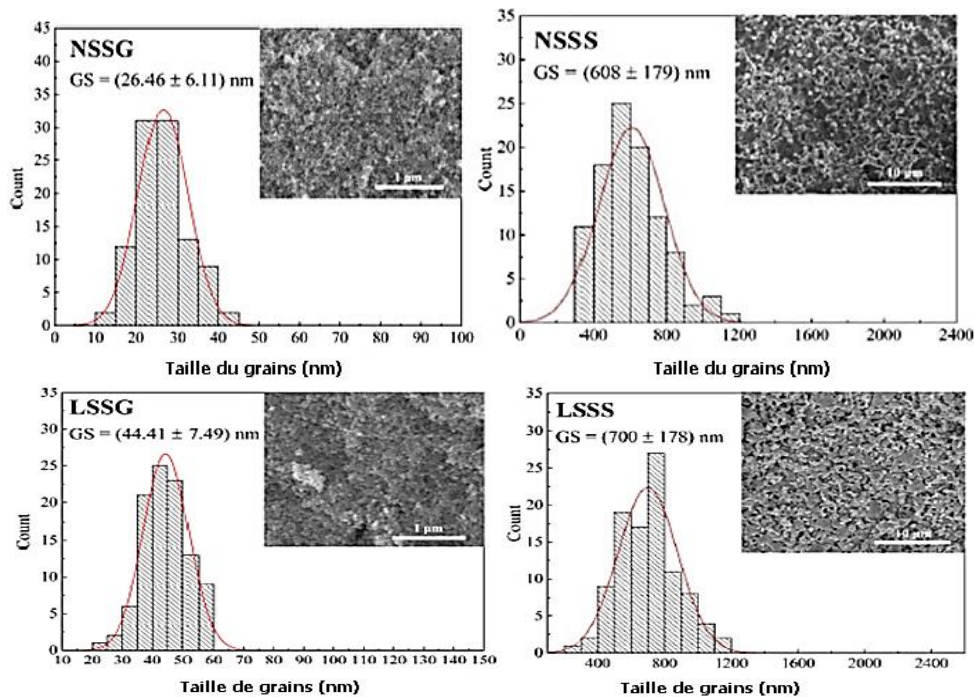 NSSG
GS = (26.46 ± 6.11) nm
1 µm
Count
45
40
35
30
25
20
15
10
5
0
0 10 20 30 40 50 60 70 80 90 100
Taille du grains (nm)
NSSS
GS = (608 ± 179) nm
10 µm
Count
35
30
25
20
15
10
5
0
0 400 800 1200 1600 2000 2400
Taille du grains (nm)
LSSG
GS = (44.41 ± 7.49) nm
1 µm
Count
35
30
25
20
15
10
5
0
10 20 30 40 50 60 70 80 90 100 110 120 130 140 150
Taille de grains (nm)
LSSS
GS = (700 ± 178) nm
10 µm
Count
35
30
25
20
15
10
5
0
400 800 1200 1600 2000 2400
Taille de grains (nm)